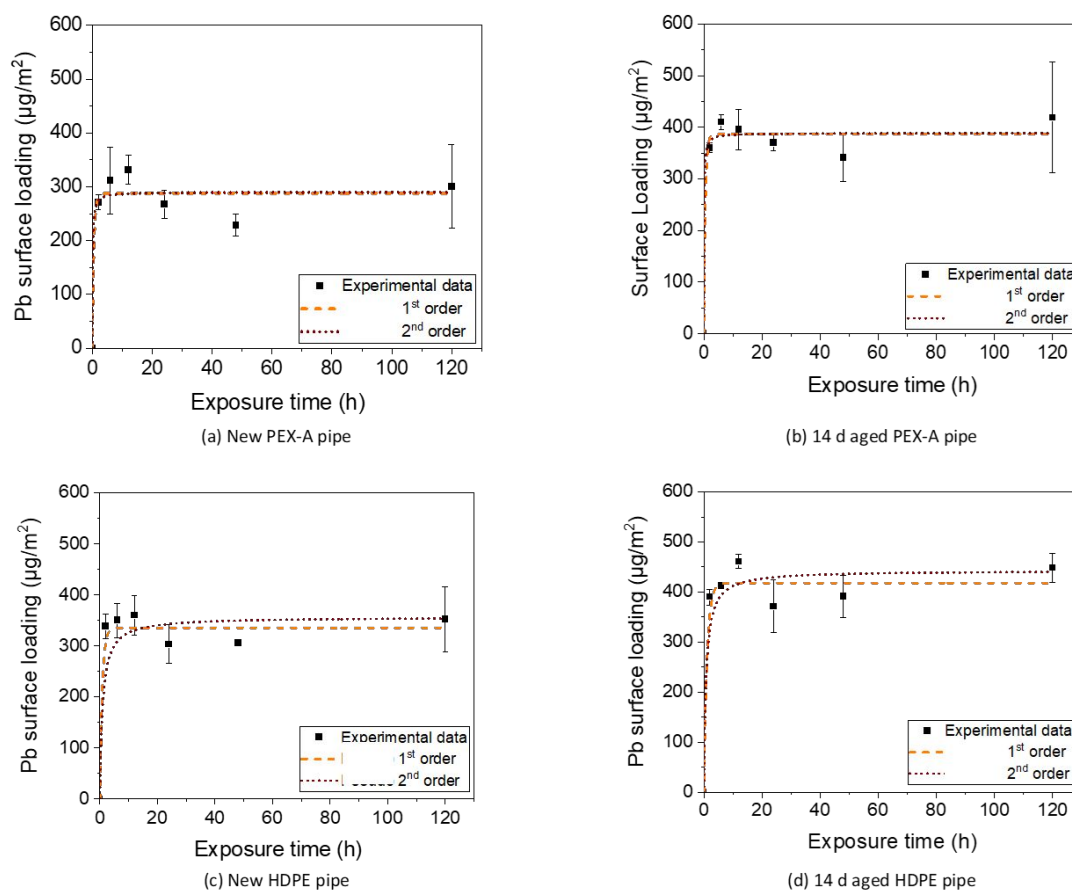 600
500
400
300
200
100
0
Pb surface loading (µg/m²)
Experimental data
1st order
2nd order
0 20 40 60 80 100 120
Exposure time (h)
(a) New PEX-A pipe
600
500
400
300
200
100
0
Surface Loading (µg/m²)
Experimental data
1st order
2nd order
0 20 40 60 80 100 120
Exposure time (h)
(b) 14 d aged PEX-A pipe
600
500
400
300
200
100
0
Pb surface loading (µg/m²)
Experimental data
1st order
2nd order
0 20 40 60 80 100 120
Exposure time (h)
(c) New HDPE pipe
600
500
400
300
200
100
0
Pb surface loading (µg/m²)
Experimental data
1st order
2nd order
0 20 40 60 80 100 120
Exposure time (h)
(d) 14 d aged HDPE pipe